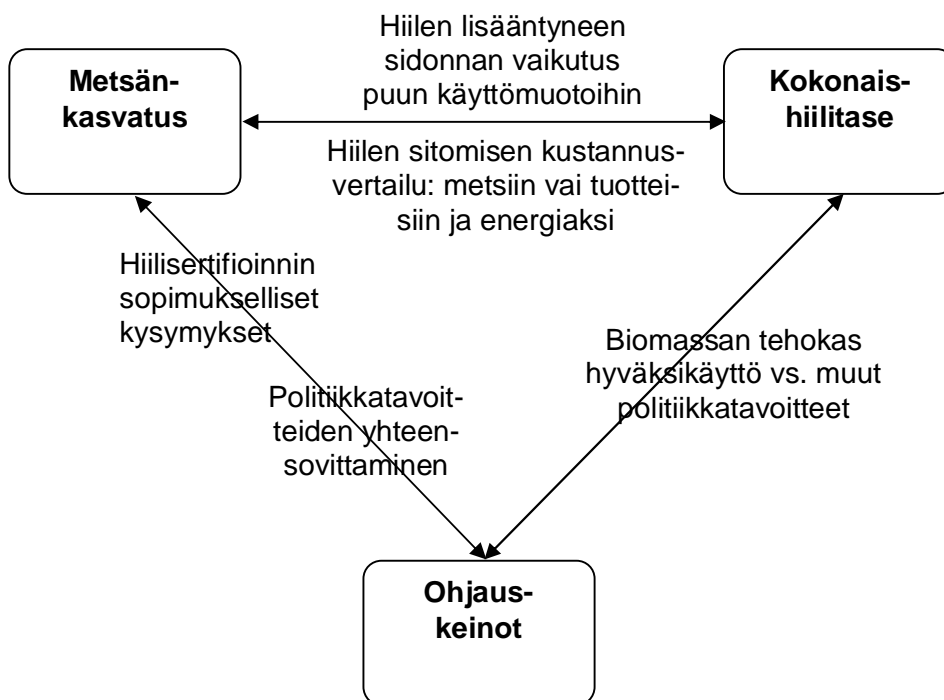 Hiilen lisääntyneen
sidonnan vaikutus
puun käyttömuotoihin
Metsän-
kasvatus
Kokonais-
hiilitase
Hiilen sitomisen kustannus-
vertailu: metsiin vai tuottei-
siin ja energiaksi
Hiilisertifioinnin
sopimukselliset
kysymykset
Biomassan tehokas
hyväksikäyttö vs. muut
politiikkatavoitteet
Politiikkatavoit-
teiden yhteen-
sovittaminen
Ohjaus-
keinot